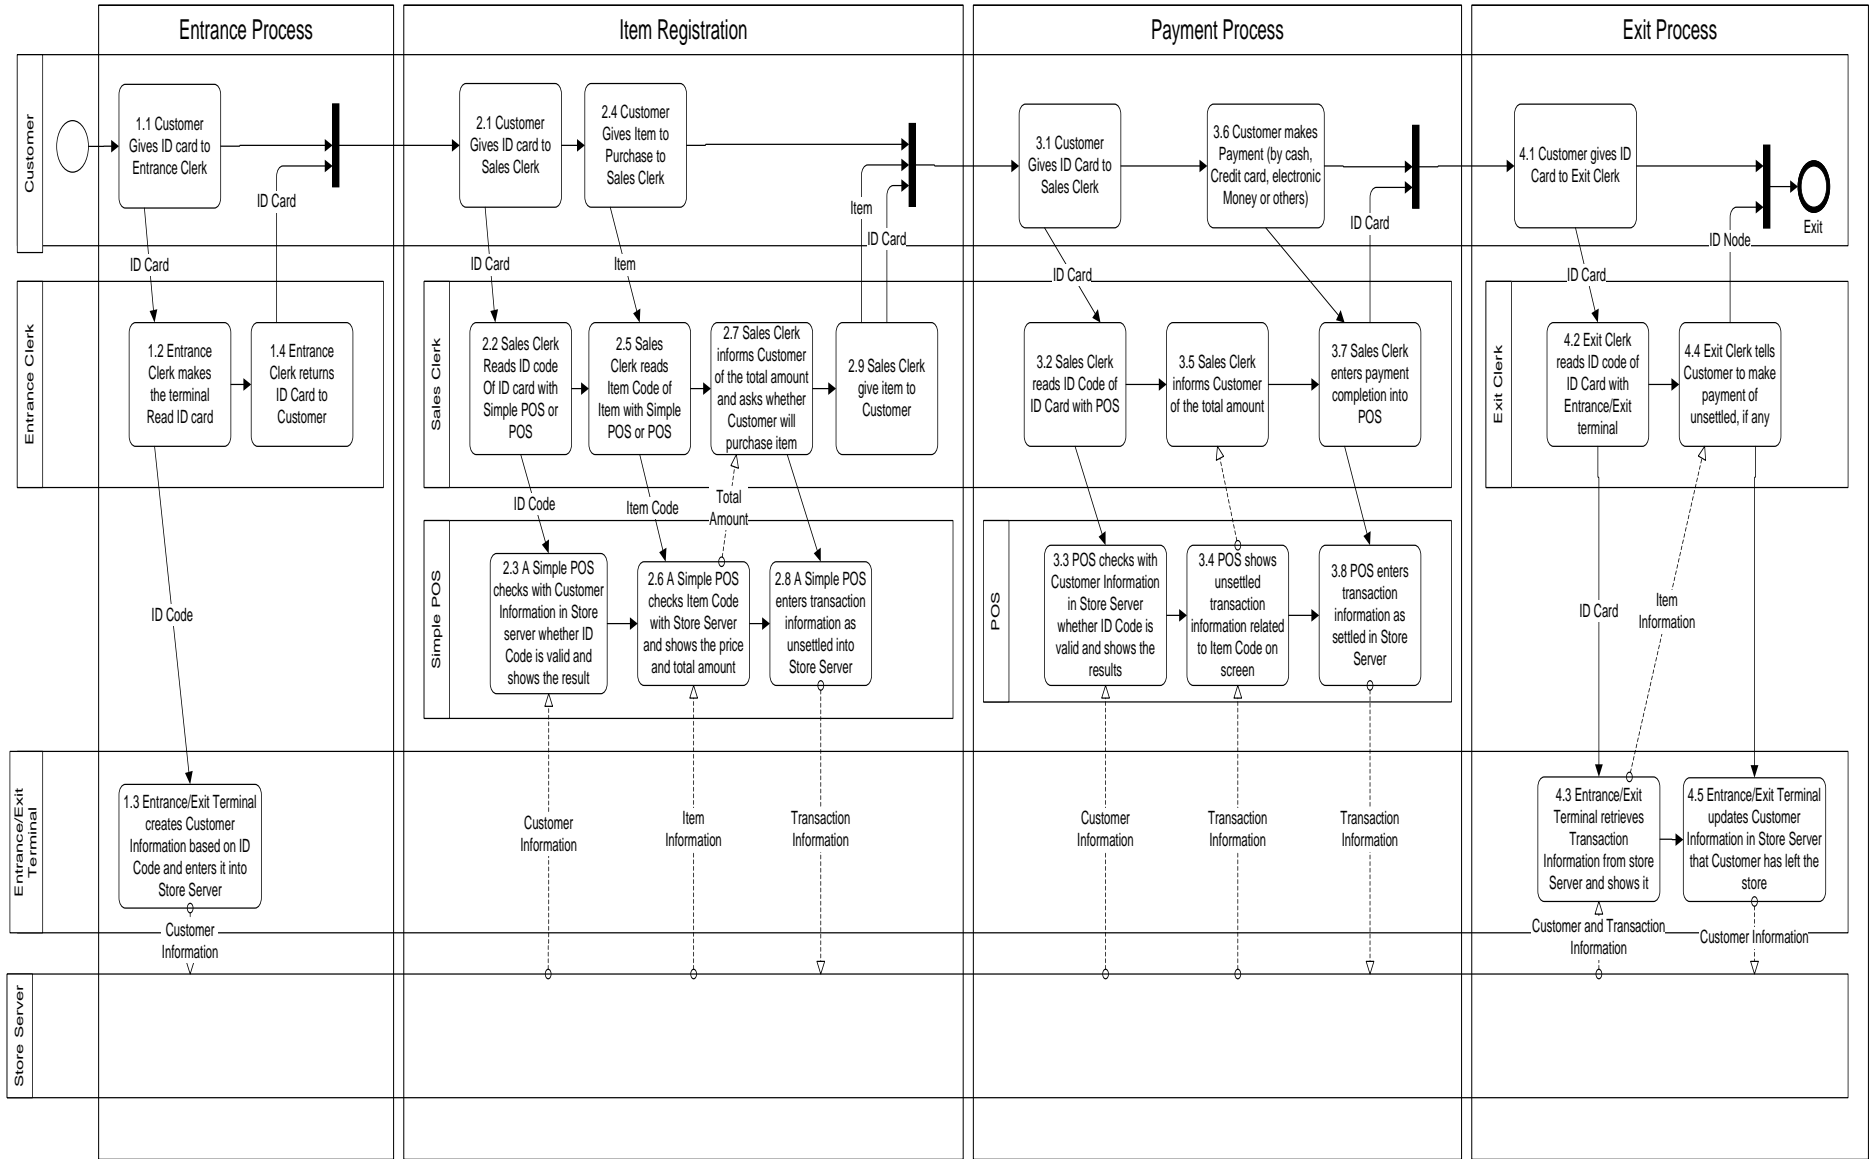 Entrance Process
Item Registration
Payment Process
Exit Process
Customer
1.1 Customer
Gives ID card to
Entrance Clerk
2.1 Customer
Gives ID card to
Sales Clerk
2.4 Customer
Gives Item to
Purchase to
Sales Clerk
3.1 Customer
Gives ID Card to
Sales Clerk
3.6 Customer makes
Payment (by cash,
Credit card, electronic
Money or others)
4.1 Customer gives ID
Card to Exit Clerk
Exit
ID Card
Item
ID Card
ID Card
ID Node
ID Card
ID Card
Item
ID Card
ID Card
Entrance Clerk
1.2 Entrance
Clerk makes
the terminal
Read ID card
1.4 Entrance
Clerk returns
ID Card to
Customer
Sales Clerk
2.2 Sales Clerk
Reads ID code
Of ID card with
Simple POS or
POS
2.5 Sales
Clerk reads
Item Code of
Item with Simple
POS or POS
2.7 Sales Clerk
informs Customer
of the total amount
and asks whether
Customer will
purchase item
2.9 Sales Clerk
give item to
Customer
3.2 Sales Clerk
reads ID Code of
ID Card with POS
3.5 Sales Clerk
informs Customer
of the total amount
3.7 Sales Clerk
enters payment
completion into
POS
Exit Clerk
4.2 Exit Clerk
reads ID code of
ID Card with
Entrance/Exit
terminal
4.4 Exit Clerk tells
Customer to make
payment of
unsettled, if any
ID Code
Item Code
Total
Amount
Simple POS
2.3 A Simple POS
checks with Customer
Information in Store
server whether ID
Code is valid and
shows the result
2.6 A Simple POS
checks Item Code
with Store Server
and shows the price
and total amount
2.8 A Simple POS
enters transaction
information as
unsettled into
Store Server
POS
3.3 POS checks with
Customer Information
in Store Server
whether ID Code is
valid and shows the
results
3.4 POS shows
unsettled
transaction
information related
to Item Code on
screen
3.8 POS enters
transaction
information as
settled in Store
Server
ID Code
ID Card
Item
Information
Entrance/Exit
Terminal
1.3 Entrance/Exit Terminal
creates Customer
Information based on ID
Code and enters it into
Store Server
Customer
Information
Item
Information
Transaction
Information
Customer
Information
Transaction
Information
Transaction
Information
4.3 Entrance/Exit
Terminal retrieves
Transaction
Information from store
Server and shows it
4.5 Entrance/Exit Terminal
updates Customer
Information in Store Server
that Customer has left the
store
Customer
Information
Customer and Transaction
Information
Customer Information
Store Server